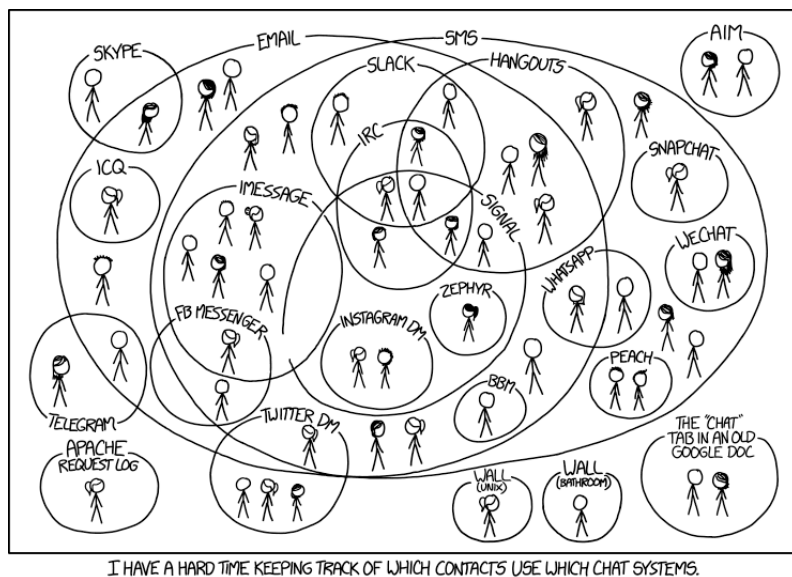 SKYPE
EMAIL
SMS
AIM
SLACK
HANGOUTS
IRC
SNAPCHAT
ICQ
IMESSAGE
SIGNAL
WECHAT
WHATSAPP
ZEPHYR
FB MESSENGER
INSTAGRAM DM
PEACH
BBM
TELEGRAM
TWITTER DM
THE "CHAT"
TAB IN AN OLD
GOOGLE DOC
APACHE
REQUEST LOG
WALL
(UNIX)
WALL
(BATHROOM)
I HAVE A HARD TIME KEEPING TRACK OF WHICH CONTACTS USE WHICH CHAT SYSTEMS.